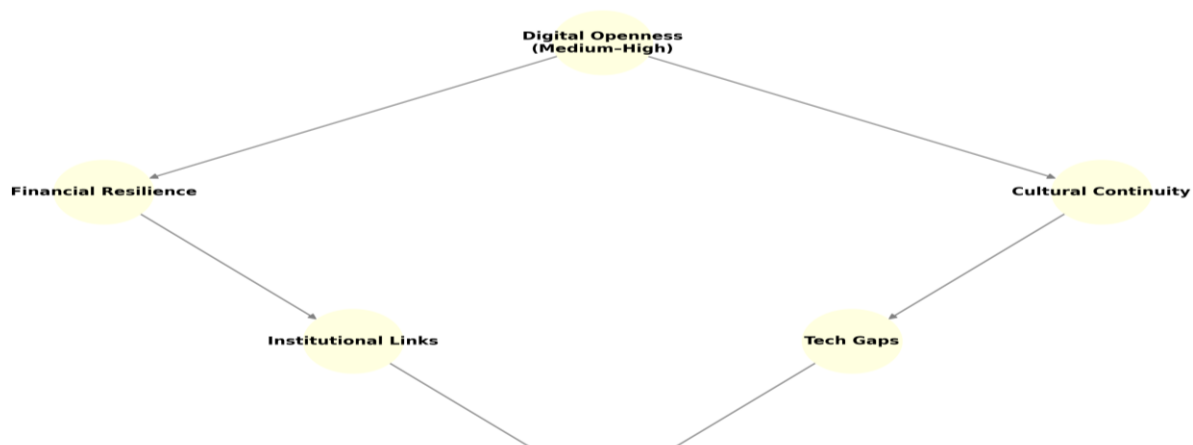 Digital Openness
(Medium–High)
Financial Resilience
Cultural Continuity
Institutional Links
Tech Gaps